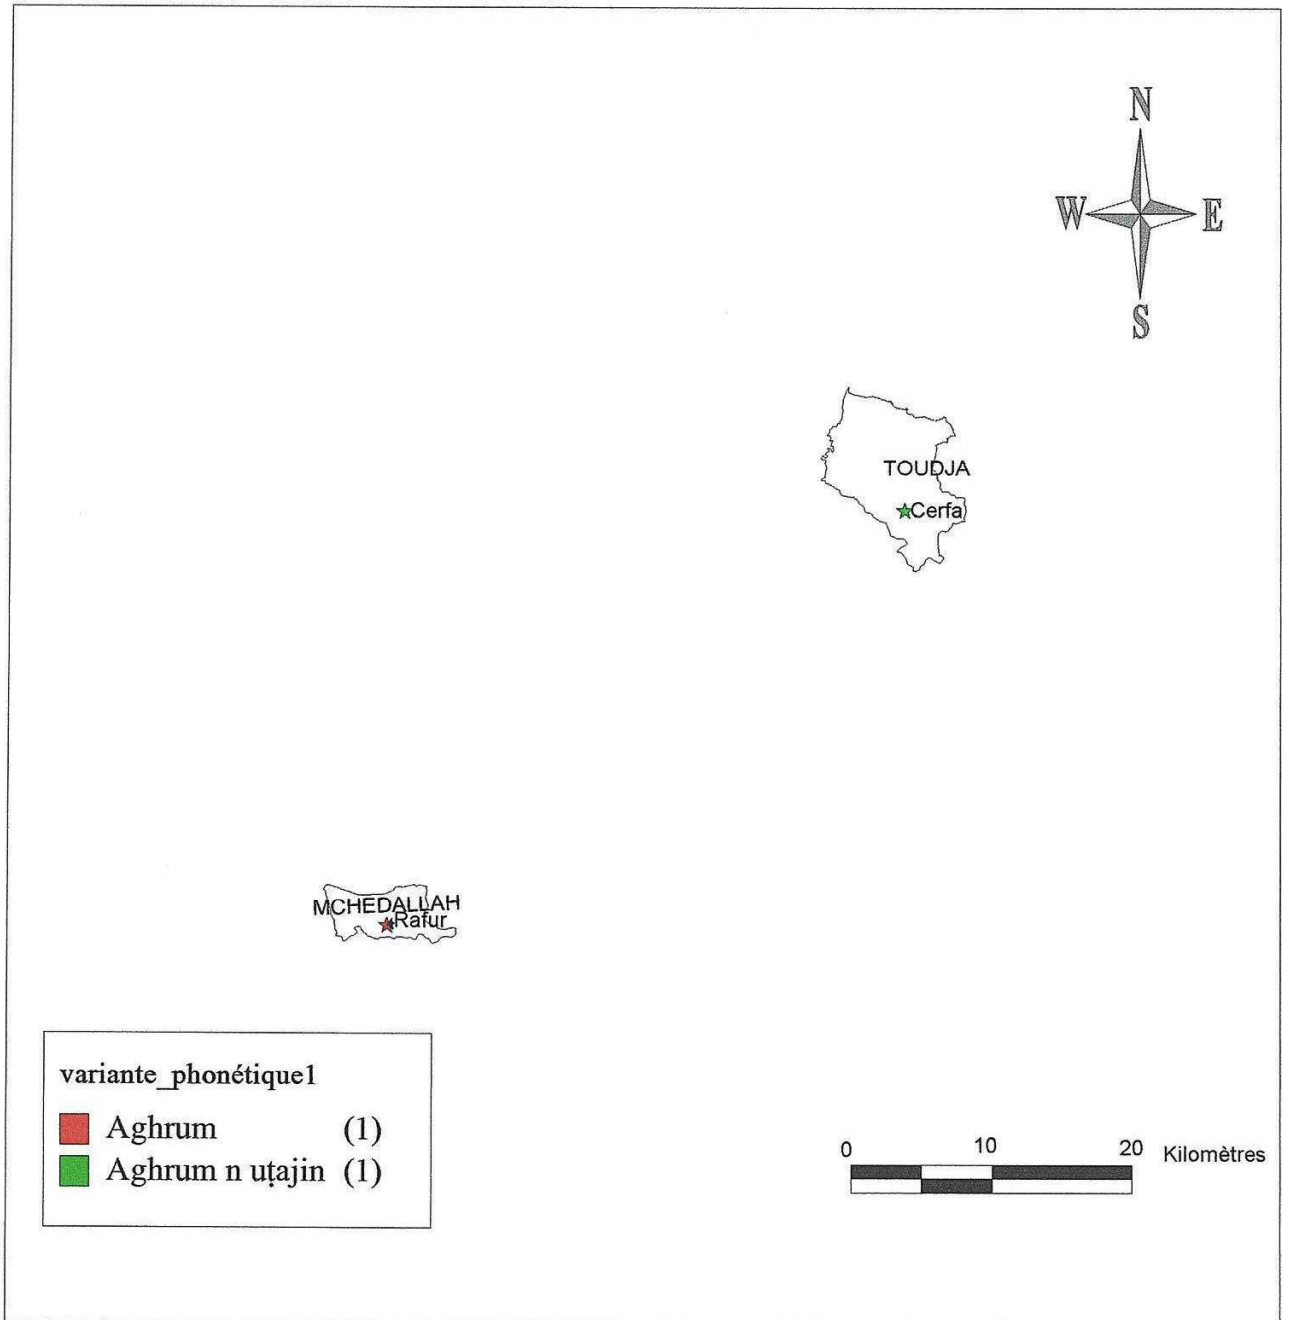 N
W E
S
TOUDJA
Cerfa
MCHEDALLAH
Rafur
variante_phonétique1
Aghrum (1)
Aghrum n uṭajin (1)
0 10 20 Kilomètres